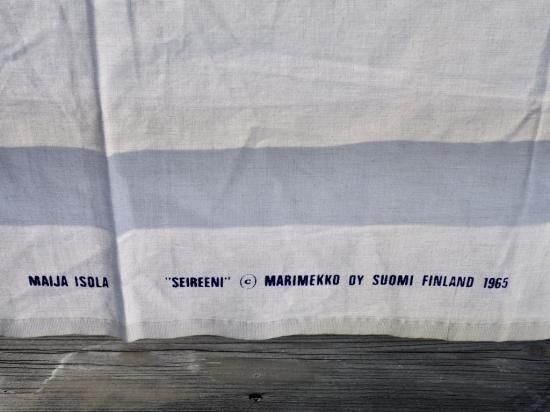 MAIJA ISOLA "SEIREENI" © MARIMEKKO OY SUOMI FINLAND 1965